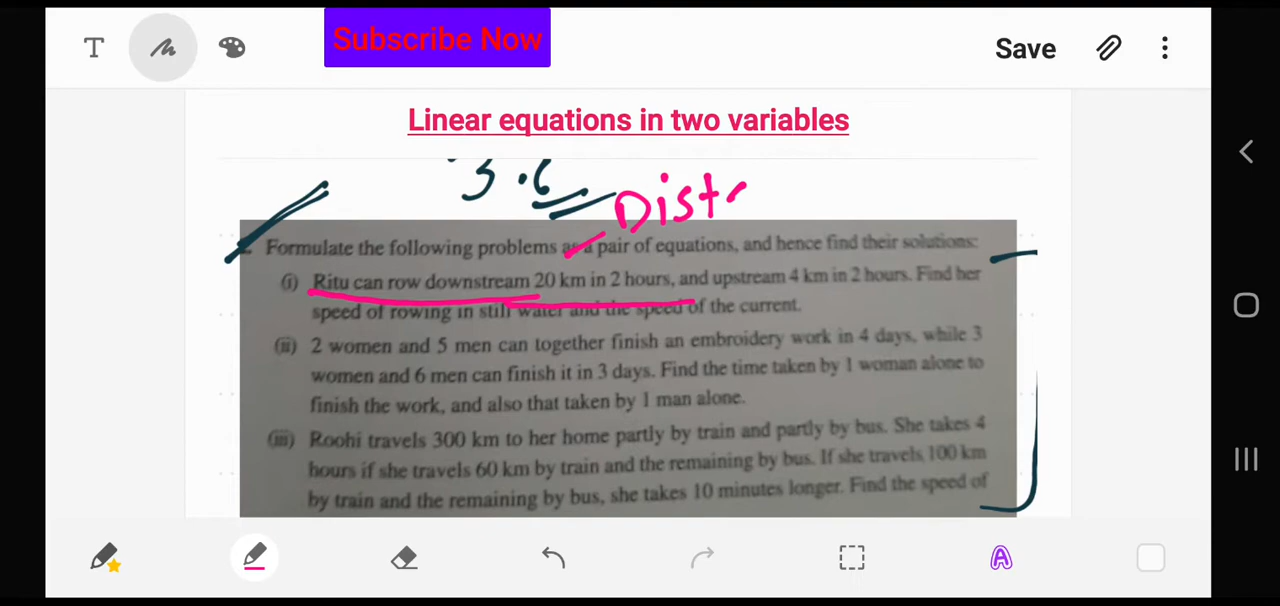 T
Subscribe Now
Save
Linear equations in two variables
3.6
Distr
Formulate the following problems as a pair of equations, and hence find their solutions:
(i) Ritu can row downstream 20 km in 2 hours, and upstream 4 km in 2 hours. Find her
speed of rowing in still water and the speed of the current.
(ii) 2 women and 5 men can together finish an embroidery work in 4 days, while 3
women and 6 men can finish it in 3 days. Find the time taken by 1 woman alone to
finish the work, and also that taken by 1 man alone.
(iii) Roohi travels 300 km to her home partly by train and partly by bus. She takes 4
hours if she travels 60 km by train and the remaining by bus. If she travels 100 km
by train and the remaining by bus, she takes 10 minutes longer. Find the speed of
A